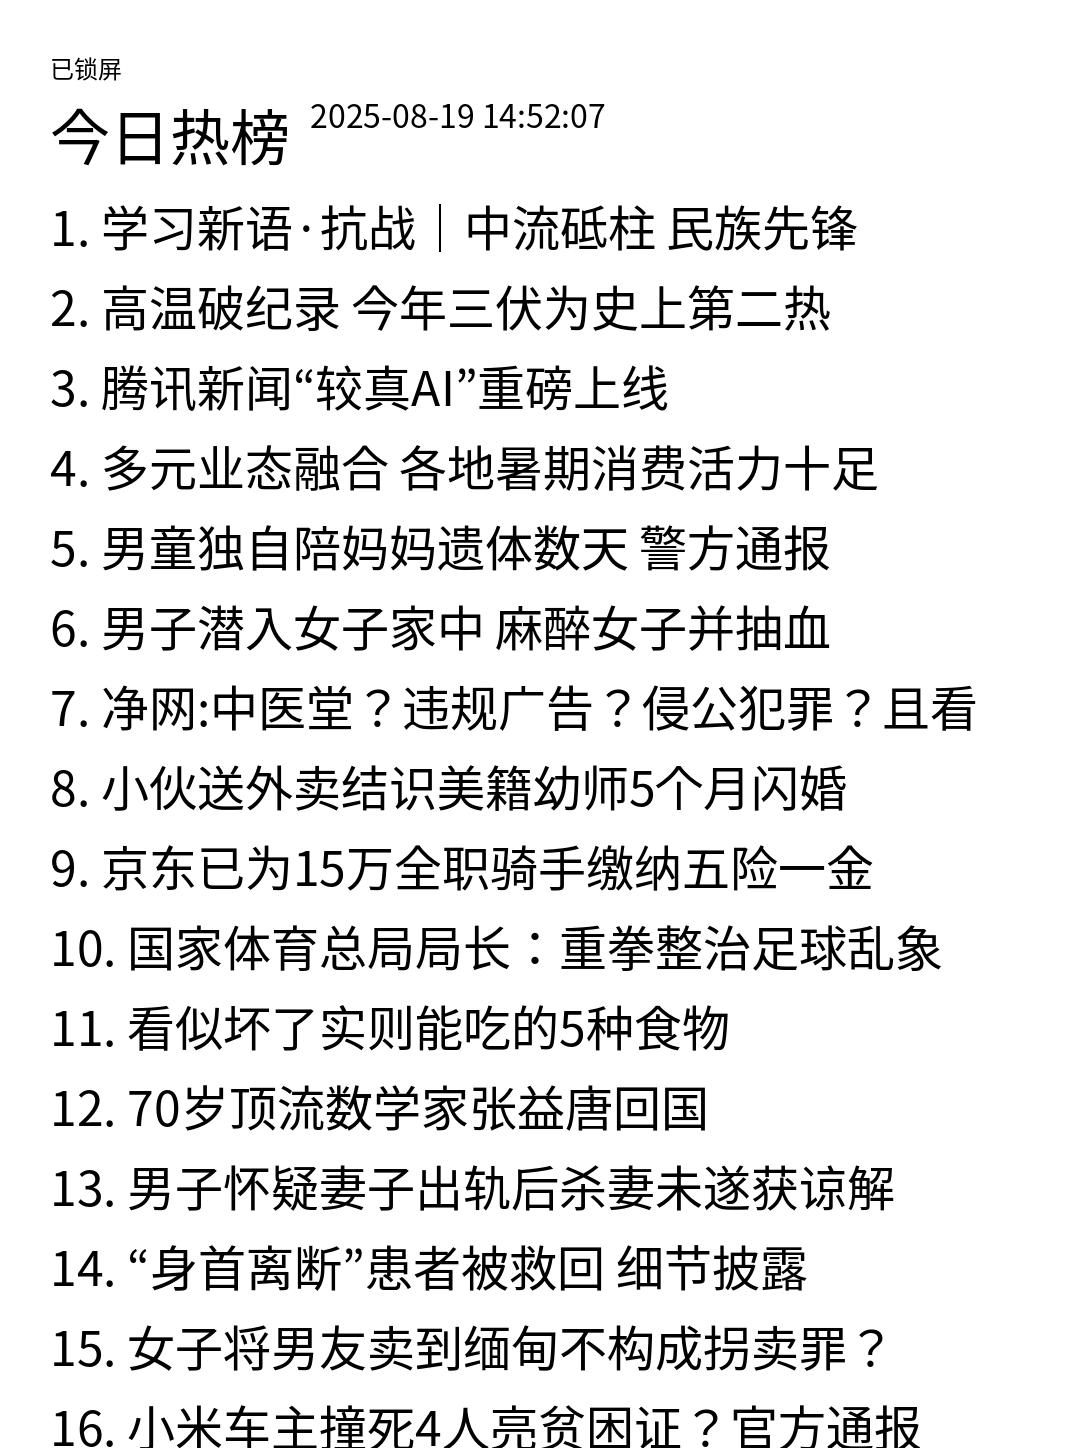 已锁屏
今日热榜 2025-08-19 14:52:07
1. 学习新语·抗战｜中流砥柱 民族先锋
2. 高温破纪录 今年三伏为史上第二热
3. 腾讯新闻“较真AI”重磅上线
4. 多元业态融合 各地暑期消费活力十足
5. 男童独自陪妈妈遗体数天 警方通报
6. 男子潜入女子家中 麻醉女子并抽血
7. 净网:中医堂？违规广告？侵公犯罪？且看
8. 小伙送外卖结识美籍幼师5个月闪婚
9. 京东已为15万全职骑手缴纳五险一金
10. 国家体育总局局长：重拳整治足球乱象
11. 看似坏了实则能吃的5种食物
12. 70岁顶流数学家张益唐回国
13. 男子怀疑妻子出轨后杀妻未遂获谅解
14. “身首离断”患者被救回 细节披露
15. 女子将男友卖到缅甸不构成拐卖罪？
16. 小米车主撞死4人亮贫困证？官方通报